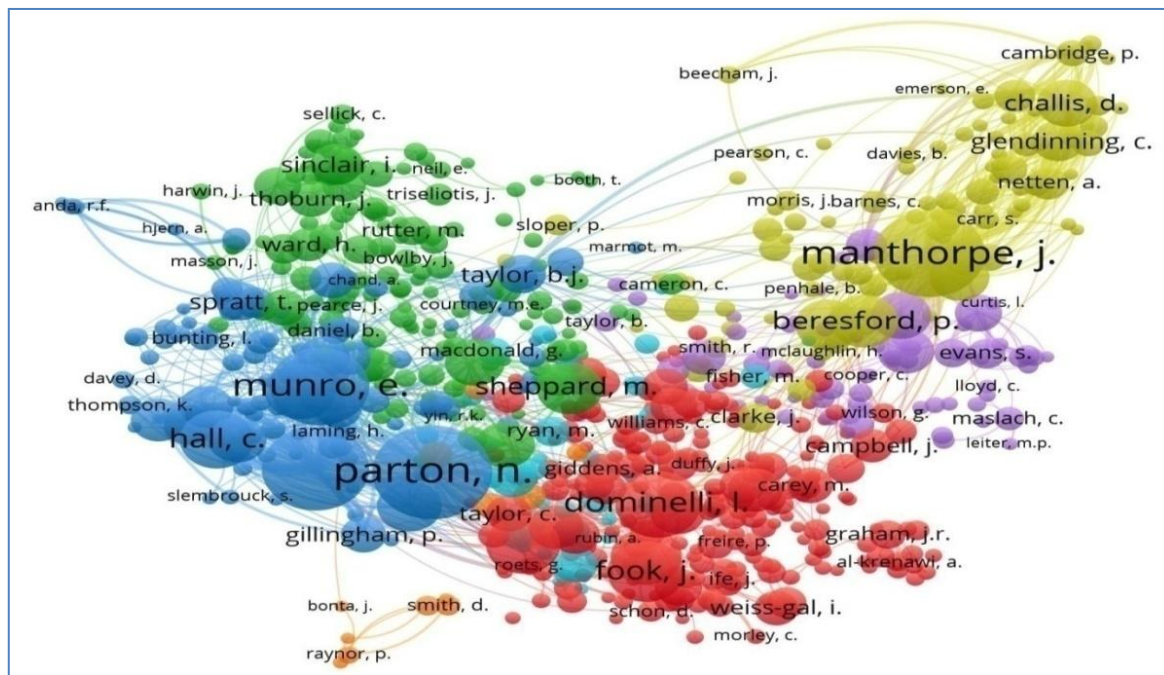 cambridge, p.
beecham, j.
emerson, e.
challis, d.
sellick, c.
glendinning, c.
pearson, c.
davies, b.
sinclair, i.
neil, e.
booth, t.
netten, a.
harwin, j.
thoburn, j.
triseliotis, j.
morris, j.
barnes, c.
anda, r.f.
hjern, a.
rutter, m.
sloper, p.
carr, s.
ward, h.
marmot, m.
manthorpe, j.
masson, j.
bowlby, j.
chand, a.
taylor, b.j.
cameron, c.
penhale, b.
spratt, t.
pearce, j.
courtney, m.e.
curtis, l.
daniel, b.
taylor, b.
beresford, p.
bunting, l.
macdonald, g.
smith, r.
mclaughlin, h.
evans, s.
davey, d.
munro, e.
sheppard, m.
fisher, m.
cooper, c.
lloyd, c.
thompson, k.
yin, r.k.
williams, c.
clarke, j.
wilson, g.
maslach, c.
hall, c.
laming, h.
ryan, m.
campbell, j.
leiter, m.p.
parton, n.
giddens, a.
duffy, j.
slembrouck, s.
dominelli, l.
carey, m.
taylor, c.
gillingham, p.
rubin, a.
freire, p.
graham, j.r.
roets, g.
fook, j.
ife, j.
al-krenawi, a.
bonta, j.
smith, d.
schon, d.
weiss-gal, i.
morley, c.
raynor, p.